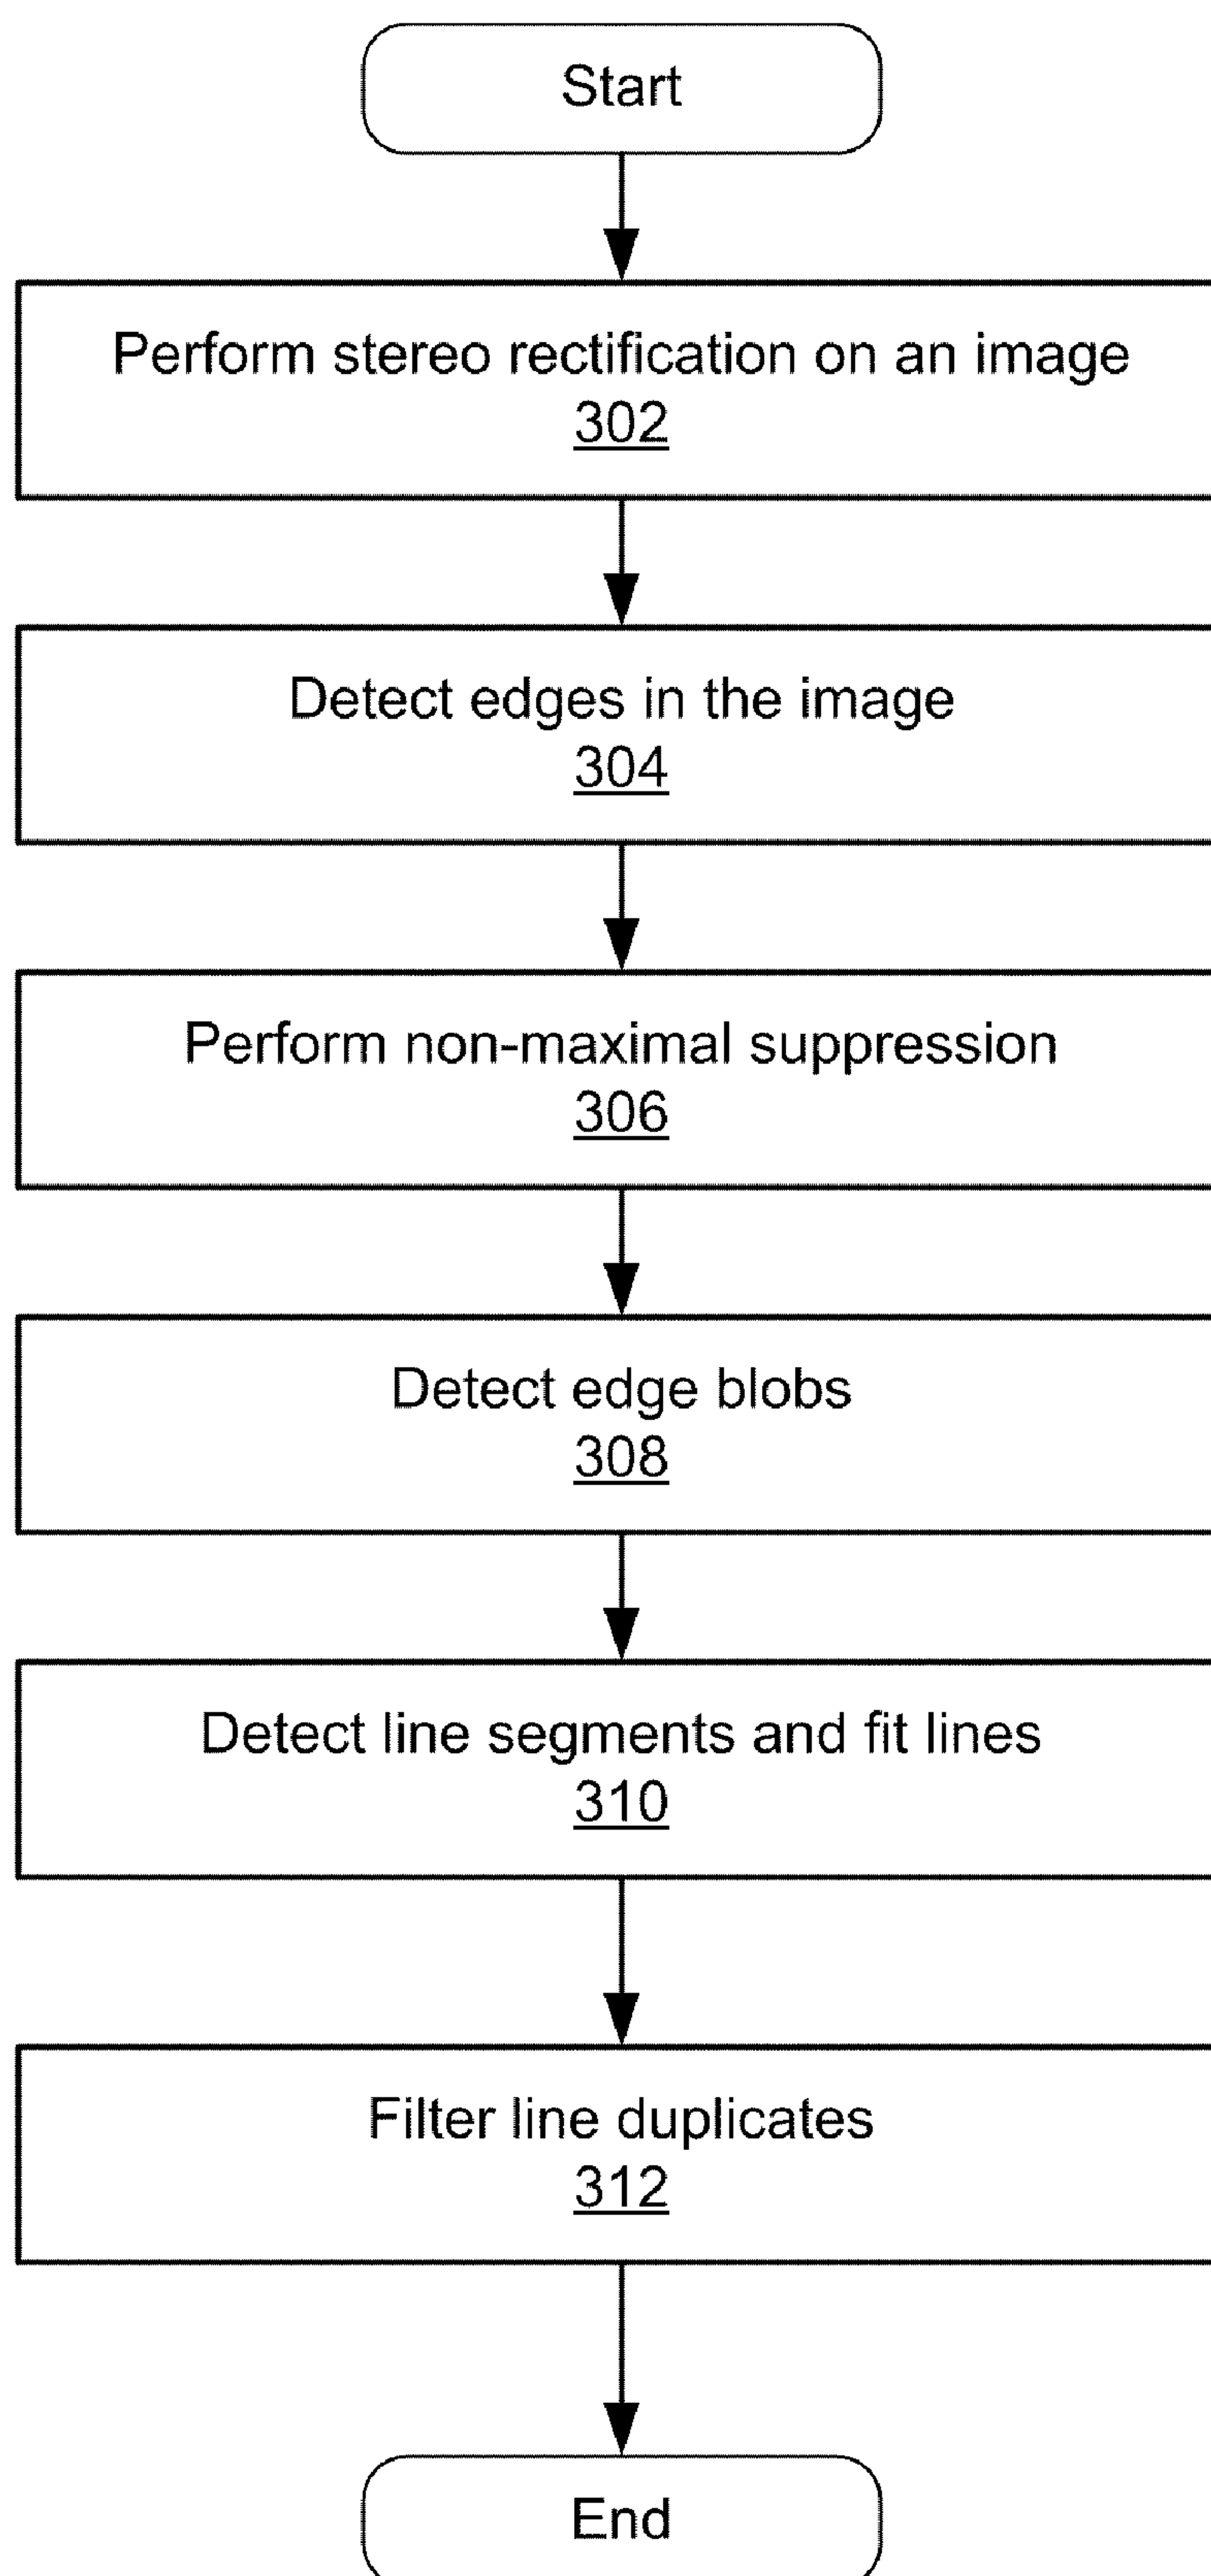 Start
Perform stereo rectification on an image
302
Detect edges in the image
304
Perform non-maximal suppression
306
Detect edge blobs
308
Detect line segments and fit lines
310
Filter line duplicates
312
End